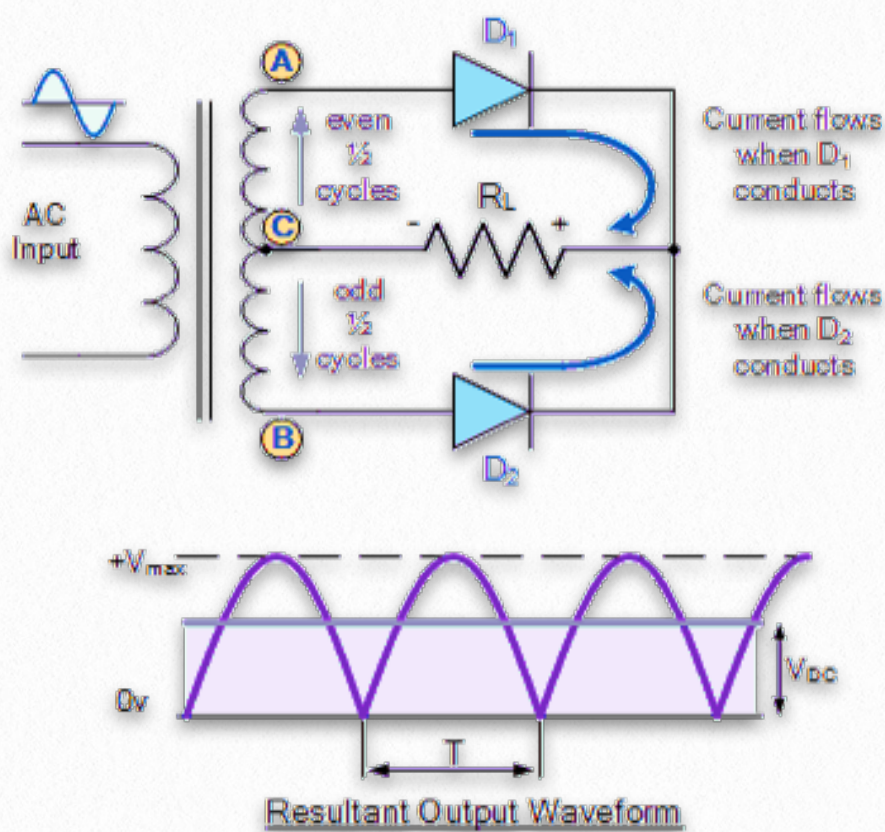 D1
A
even
½
cycles
Current flows
when D1
conducts
AC
Input
RL
C
-
+
odd
½
cycles
Current flows
when D2
conducts
B
D2
+Vmax
VDC
0v
T
Resultant Output Waveform